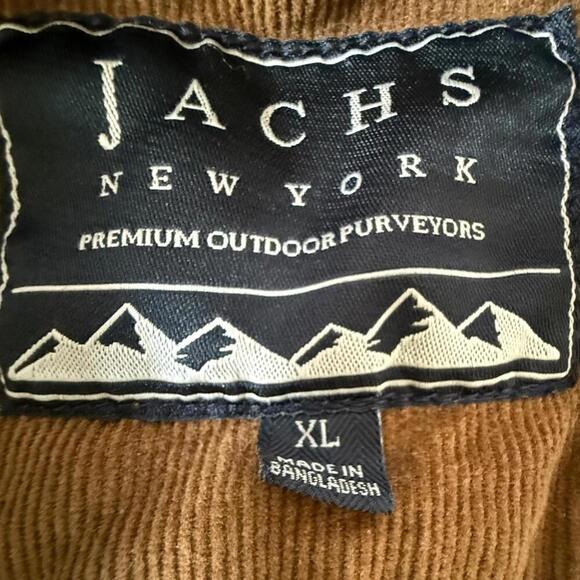 JACHS
NEW YORK
PREMIUM OUTDOOR PURVEYORS
XL
MADE IN
BANGLADESH